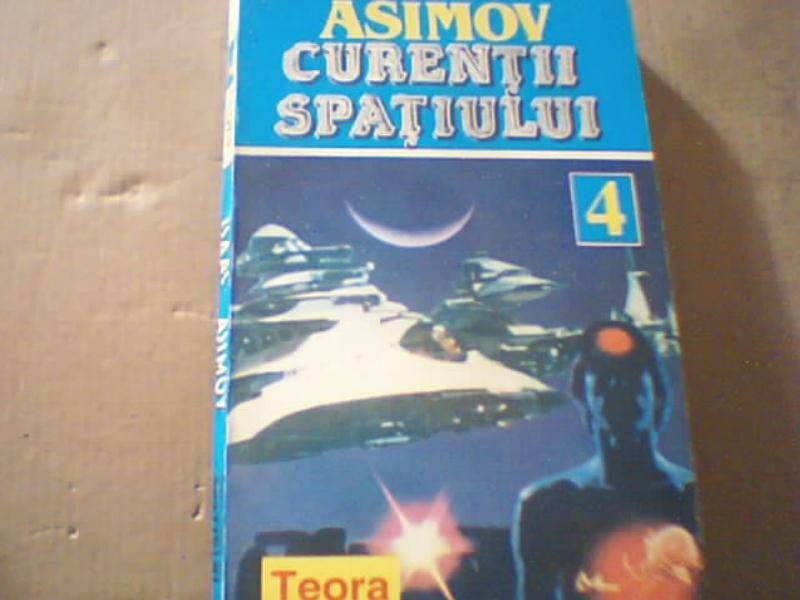 ASIMOV
CURENȚII
SPAȚIULUI
4
ASIMOV
Teora